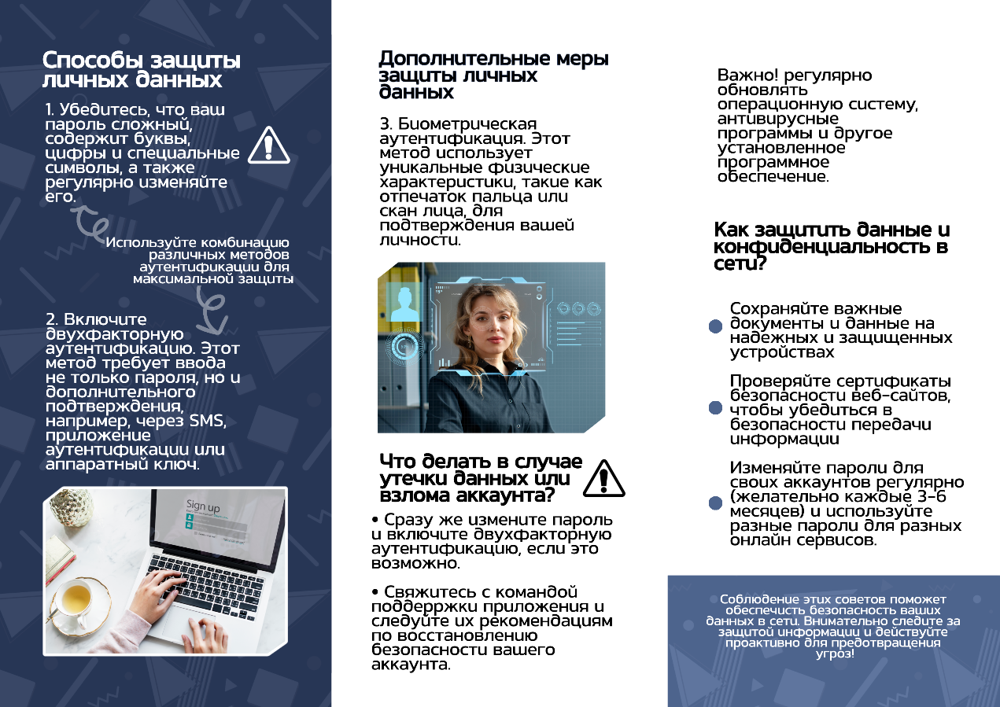 Способы защиты
личных данных
1. Убедитесь, что ваш
пароль сложный,
содержит буквы,
цифры и специальные
символы, а также
регулярно изменяйте
его.
Используйте комбинацию
различных методов
аутентификации для
максимальной защиты
2. Включите
двухфакторную
аутентификацию. Этот
метод требует ввода
не только пароля, но и
дополнительного
подтверждения,
например, через SMS,
приложение
аутентификации или
аппаратный ключ.
Sign up
Дополнительные меры
защиты личных
данных
3. Биометрическая
аутентификация. Этот
метод использует
уникальные физические
характеристики, такие как
отпечаток пальца или
скан лица, для
подтверждения вашей
личности.
Что делать в случае
утечки данных или
взлома аккаунта?
• Сразу же измените пароль
и включите двухфакторную
аутентификацию, если это
возможно.
• Свяжитесь с командой
поддерржки приложения и
следуйте их рекомендациям
по восстановлению
безопасности вашего
аккаунта.
Важно! регулярно
обновлять
операционную систему,
антивирусные
программы и другое
установленное
программное
обеспечение.
Как защитить данные и
конфиденциальность в
сети?
Сохраняйте важные
документы и данные на
надежных и защищенных
устройствах
Проверяйте сертификаты
безопасности веб-сайтов,
чтобы убедиться в
безопасности передачи
информации
Изменяйте пароли для
своих аккаунтов регулярно
(желательно каждые 3-6
месяцев) и используйте
разные пароли для разных
онлайн сервисов.
Соблюдение этих советов поможет
обеспечисть безопасность ваших
данных в сети. Внимательно следите за
защитой информации и действуйте
проактивно для предотвращения
угроз!